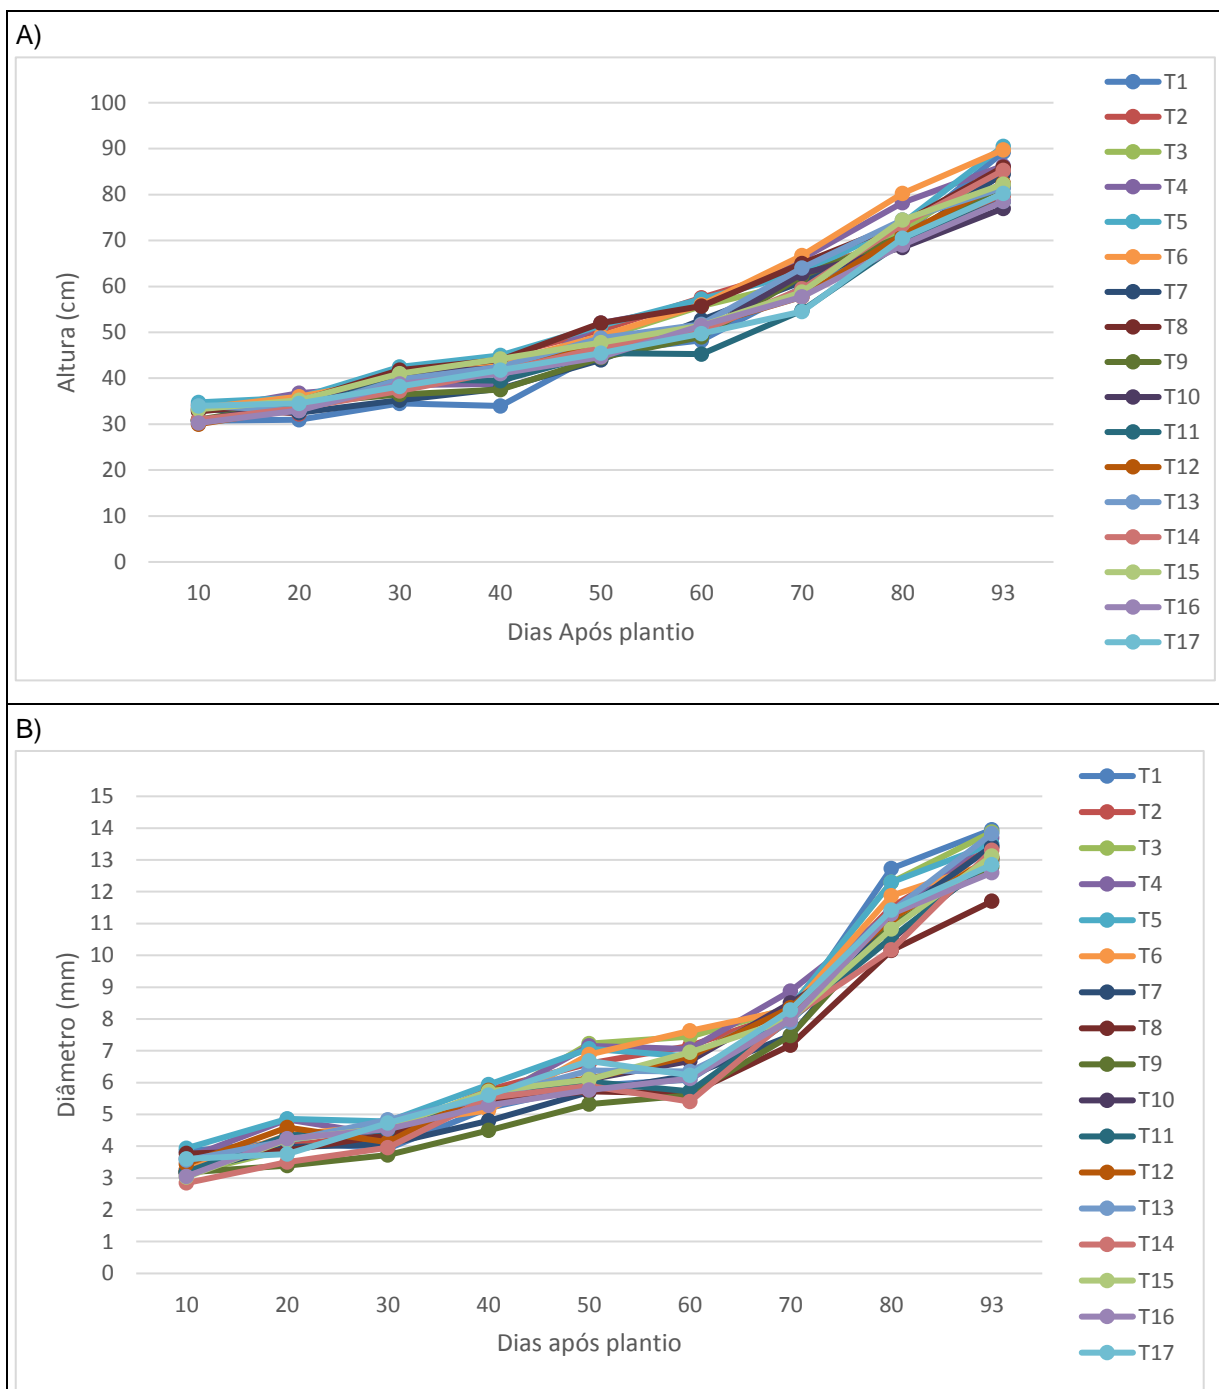 A)
Altura (cm)
100
90
80
70
60
50
40
30
20
10
0
10 20 30 40 50 60 70 80 93
Dias Após plantio
T1
T2
T3
T4
T5
T6
T7
T8
T9
T10
T11
T12
T13
T14
T15
T16
T17
B)
Diâmetro (mm)
15
14
13
12
11
10
9
8
7
6
5
4
3
2
1
0
10 20 30 40 50 60 70 80 93
Dias após plantio
T1
T2
T3
T4
T5
T6
T7
T8
T9
T10
T11
T12
T13
T14
T15
T16
T17